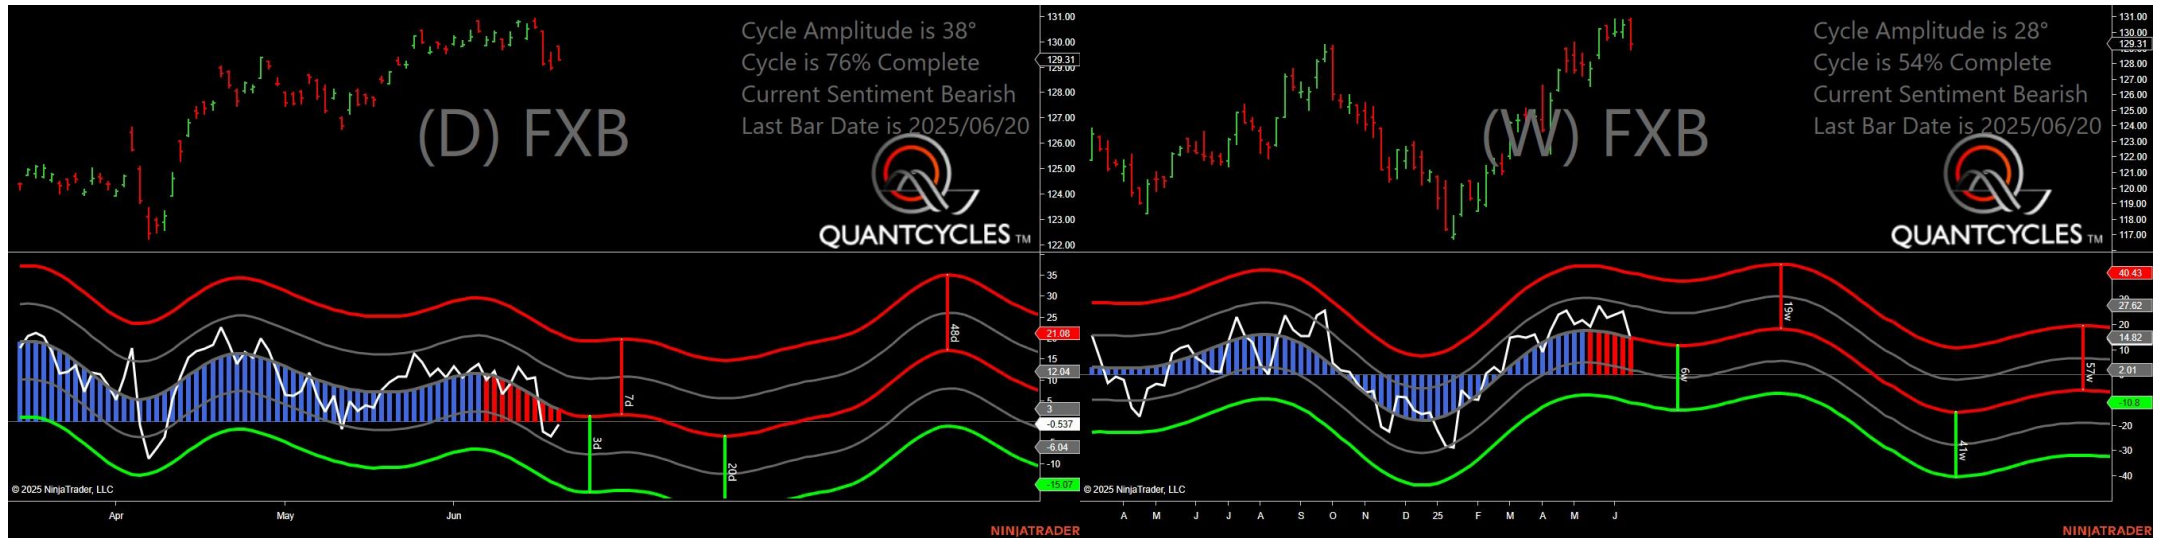 Cycle Amplitude is 38°
Cycle is 76% Complete
Current Sentiment Bearish
Last Bar Date is 2025/06/20
(D) FXB
QUANTCYCLES TM
131.00
130.00
129.31
129.00
128.00
127.00
126.00
125.00
124.00
123.00
122.00
35
30
25
21.08
15
12.04
10
5
3
-0.537
-6.04
-10
-15.07
3d
7d
20d
48d
© 2025 NinjaTrader, LLC
Apr
May
Jun
NINJATRADER
Cycle Amplitude is 28°
Cycle is 54% Complete
Current Sentiment Bearish
Last Bar Date is 2025/06/20
(W) FXB
QUANTCYCLES TM
131.00
130.00
129.31
128.00
127.00
126.00
125.00
124.00
123.00
122.00
121.00
120.00
119.00
118.00
117.00
40.43
27.62
20
14.82
10
2.01
-10.8
-20
-30
-40
6w
19w
41w
57w
© 2025 NinjaTrader, LLC
A M J J A S O N D 25 F M A M J
NINJATRADER